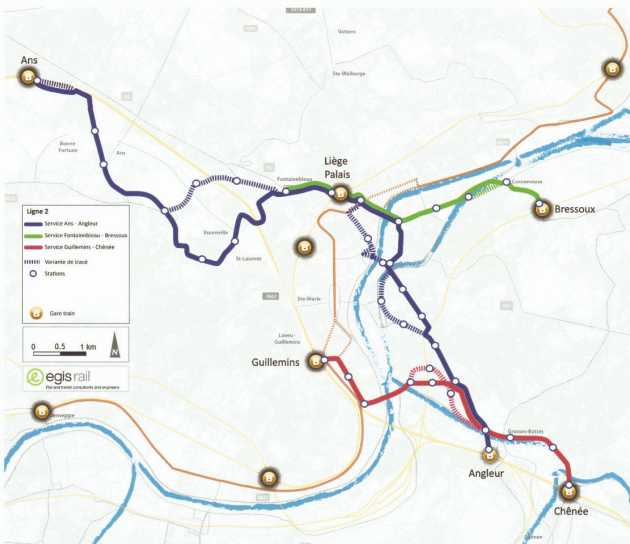 Ans
Vottem
Ste Walburge
Bonne
Fortune
Ans
Fontainebleau
Liège
Palais
Coronmeuse
Bressoux
Burenville
St-Laurent
Ste-Marie
Laveu -
Guillemins
Guillemins
Grosses-Battes
Angleur
Chênée
Chênée
Ligne 2
Service Ans - Angleur
Service Fontainebleau - Bressoux
Service Guillemins - Chênée
Variante de tracé
Stations
Gare train
0 0.5 1 km
N
egis rail
Rail and transit consultants and engineers